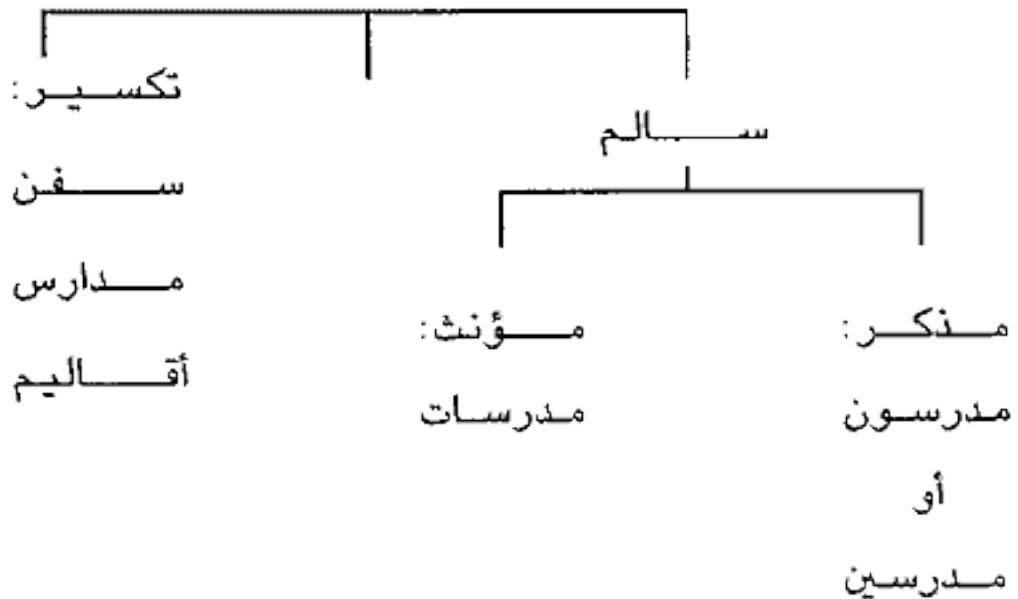 سالم
تكسير:
سفن
مدارس
أقاليم
مذكر:
مدرسون
أو
مدرسين
مؤنث:
مدرسات